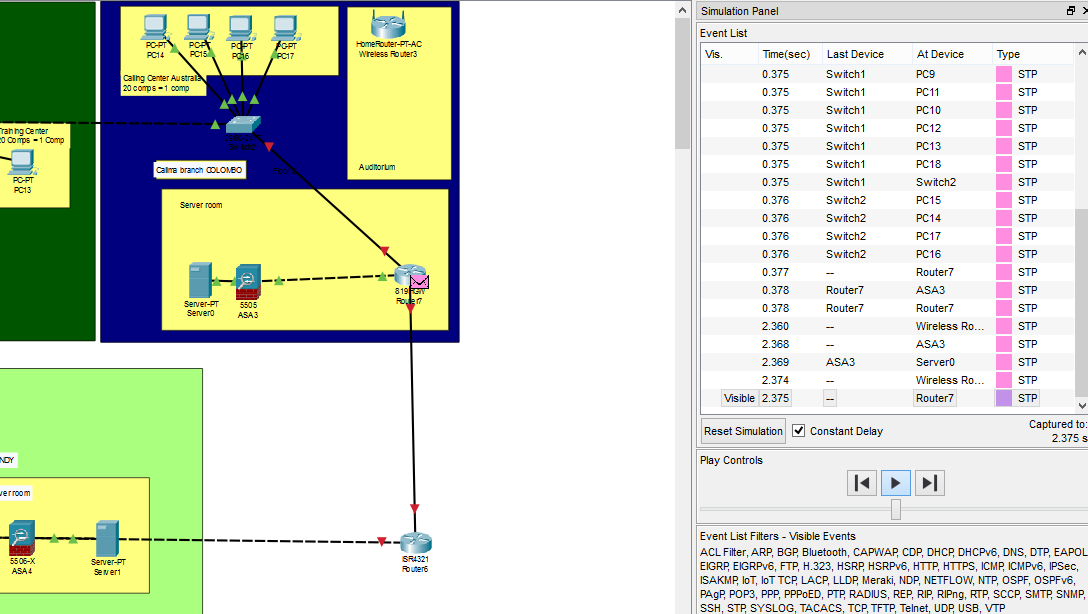 PC-PT
PC14
PC-PT
PC15
PC-PT
PC16
PC-PT
PC17
Calling Center Australia
20 comps = 1 comp
HomeRouter-PT-AC
Wireless Router3
Auditorium
Training Center
20 Comps = 1 Comp
PC-PT
PC13
Calima branch COLOMBO
Server room
Server-PT
Server0
5505
ASA3
Router7
NDY
ver room
5506-X
ASA4
Server-PT
Server1
ISR4321
Router6
Simulation Panel
Event List
Vis. Time(sec) Last Device At Device Type
0.375 Switch1 PC9 STP
0.375 Switch1 PC11 STP
0.375 Switch1 PC10 STP
0.375 Switch1 PC12 STP
0.375 Switch1 PC13 STP
0.375 Switch1 PC18 STP
0.375 Switch1 Switch2 STP
0.376 Switch2 PC15 STP
0.376 Switch2 PC14 STP
0.376 Switch2 PC17 STP
0.376 Switch2 PC16 STP
0.377 -- Router7 STP
0.378 Router7 ASA3 STP
0.378 Router7 Router7 STP
2.360 -- Wireless Ro... STP
2.368 -- ASA3 STP
2.369 ASA3 Server0 STP
2.374 -- Wireless Ro... STP
Visible 2.375 -- Router7 STP
Reset Simulation Constant Delay
Captured to:
2.375 s
Play Controls
Event List Filters - Visible Events
ACL Filter, ARP, BGP, Bluetooth, CAPWAP, CDP, DHCP, DHCPv6, DNS, DTP, EAPOL
EIGRP, EIGRPv6, FTP, H.323, HSRP, HSRPv6, HTTP, HTTPS, ICMP, ICMPv6, IPSec,
ISAKMP, IoT, IoT TCP, LACP, LLDP, Meraki, NDP, NETFLOW, NTP, OSPF, OSPFv6,
PAgP, POP3, PPP, PPPoED, PTP, RADIUS, REP, RIP, RIPng, RTP, SCCP, SMTP, SNMP
SSH, STP, SYSLOG, TACACS, TCP, TFTP, Telnet, UDP, USB, VTP